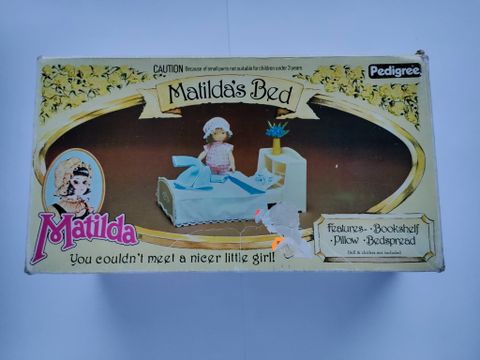 CAUTION Because of small parts not suitable for children under 3 years
Pedigree
Matilda's Bed
Matilda
Features- • Bookshelf
• Pillow • Bedspread
Doll & clothes not included
You couldn't meet a nicer little girl!